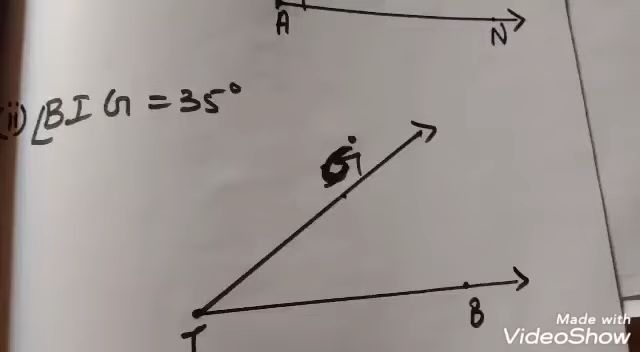 A N
(ii) ∠BIG = 35°
G
B
I
Made with
VideoShow